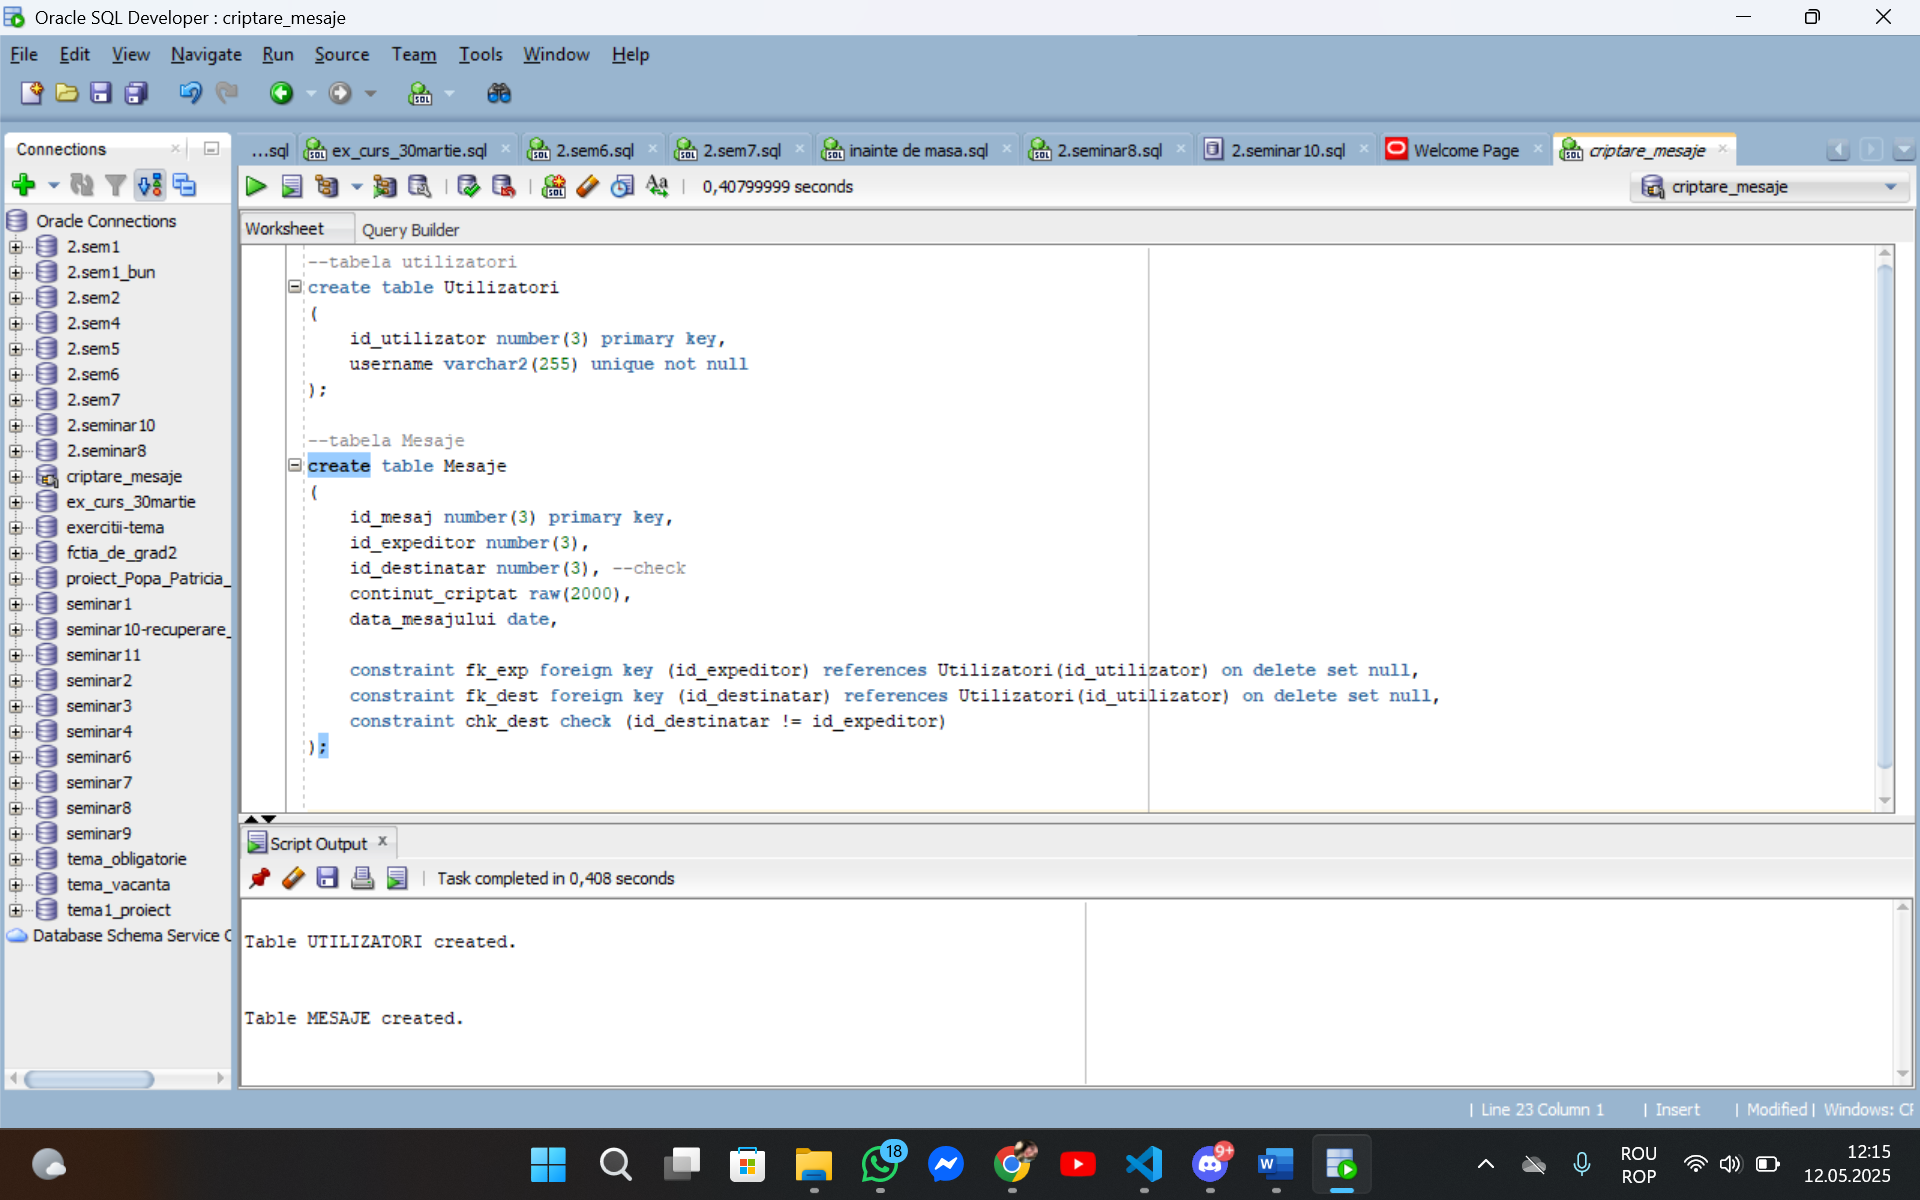 Oracle SQL Developer : criptare_mesaje
File Edit View Navigate Run Source Team Tools Window Help
Connections
...sql ex_curs_30martie.sql 2.sem6.sql 2.sem7.sql inainte de masa.sql 2.seminar8.sql 2.seminar10.sql Welcome Page criptare_mesaje
0,40799999 seconds
criptare_mesaje
Worksheet Query Builder
Oracle Connections
2.sem1
2.sem1_bun
2.sem2
2.sem4
2.sem5
2.sem6
2.sem7
2.seminar10
2.seminar8
criptare_mesaje
ex_curs_30martie
exercitii-tema
fctia_de_grad2
proiect_Popa_Patricia_
seminar1
seminar10-recuperare_
seminar11
seminar2
seminar3
seminar4
seminar6
seminar7
seminar8
seminar9
tema_obligatorie
tema_vacanta
tema1_proiect
Database Schema Service C
--tabela utilizatori
create table Utilizatori
(
id_utilizator number(3) primary key,
username varchar2(255) unique not null
);
--tabela Mesaje
create table Mesaje
(
id_mesaj number(3) primary key,
id_expeditor number(3),
id_destinatar number(3), --check
continut_criptat raw(2000),
data_mesajului date,
constraint fk_exp foreign key (id_expeditor) references Utilizatori(id_utilizator) on delete set null,
constraint fk_dest foreign key (id_destinatar) references Utilizatori(id_utilizator) on delete set null,
constraint chk_dest check (id_destinatar != id_expeditor)
);
Script Output
Task completed in 0,408 seconds
Table UTILIZATORI created.
Table MESAJE created.
Line 23 Column 1 | Insert | Modified | Windows: CR
18
9+
ROU
ROP
12:15
12.05.2025